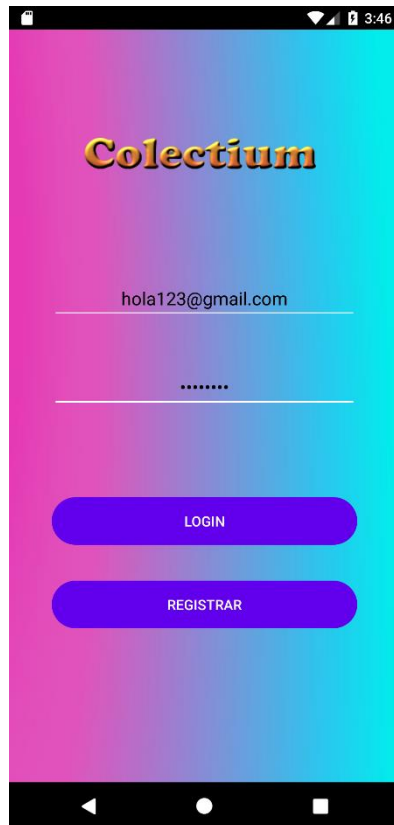 3:46
Colectium
hola123@gmail.com
••••••••
LOGIN
REGISTRAR